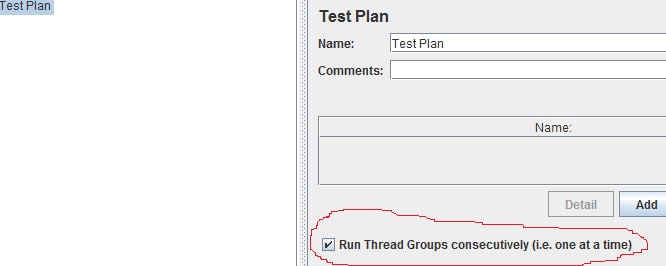 Test Plan
Test Plan
Name: Test Plan
Comments:
Name:
Detail Add
Run Thread Groups consecutively (i.e. one at a time)